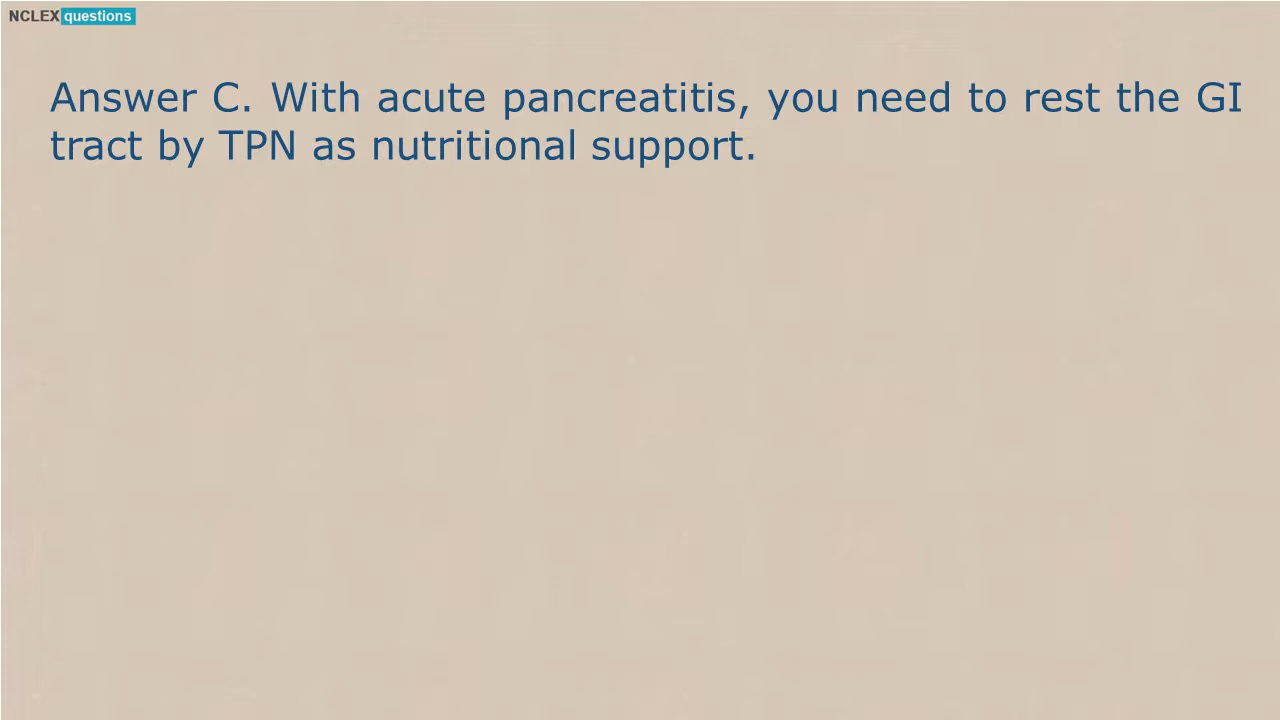 NCLEX questions
Answer C. With acute pancreatitis, you need to rest the GI
tract by TPN as nutritional support.